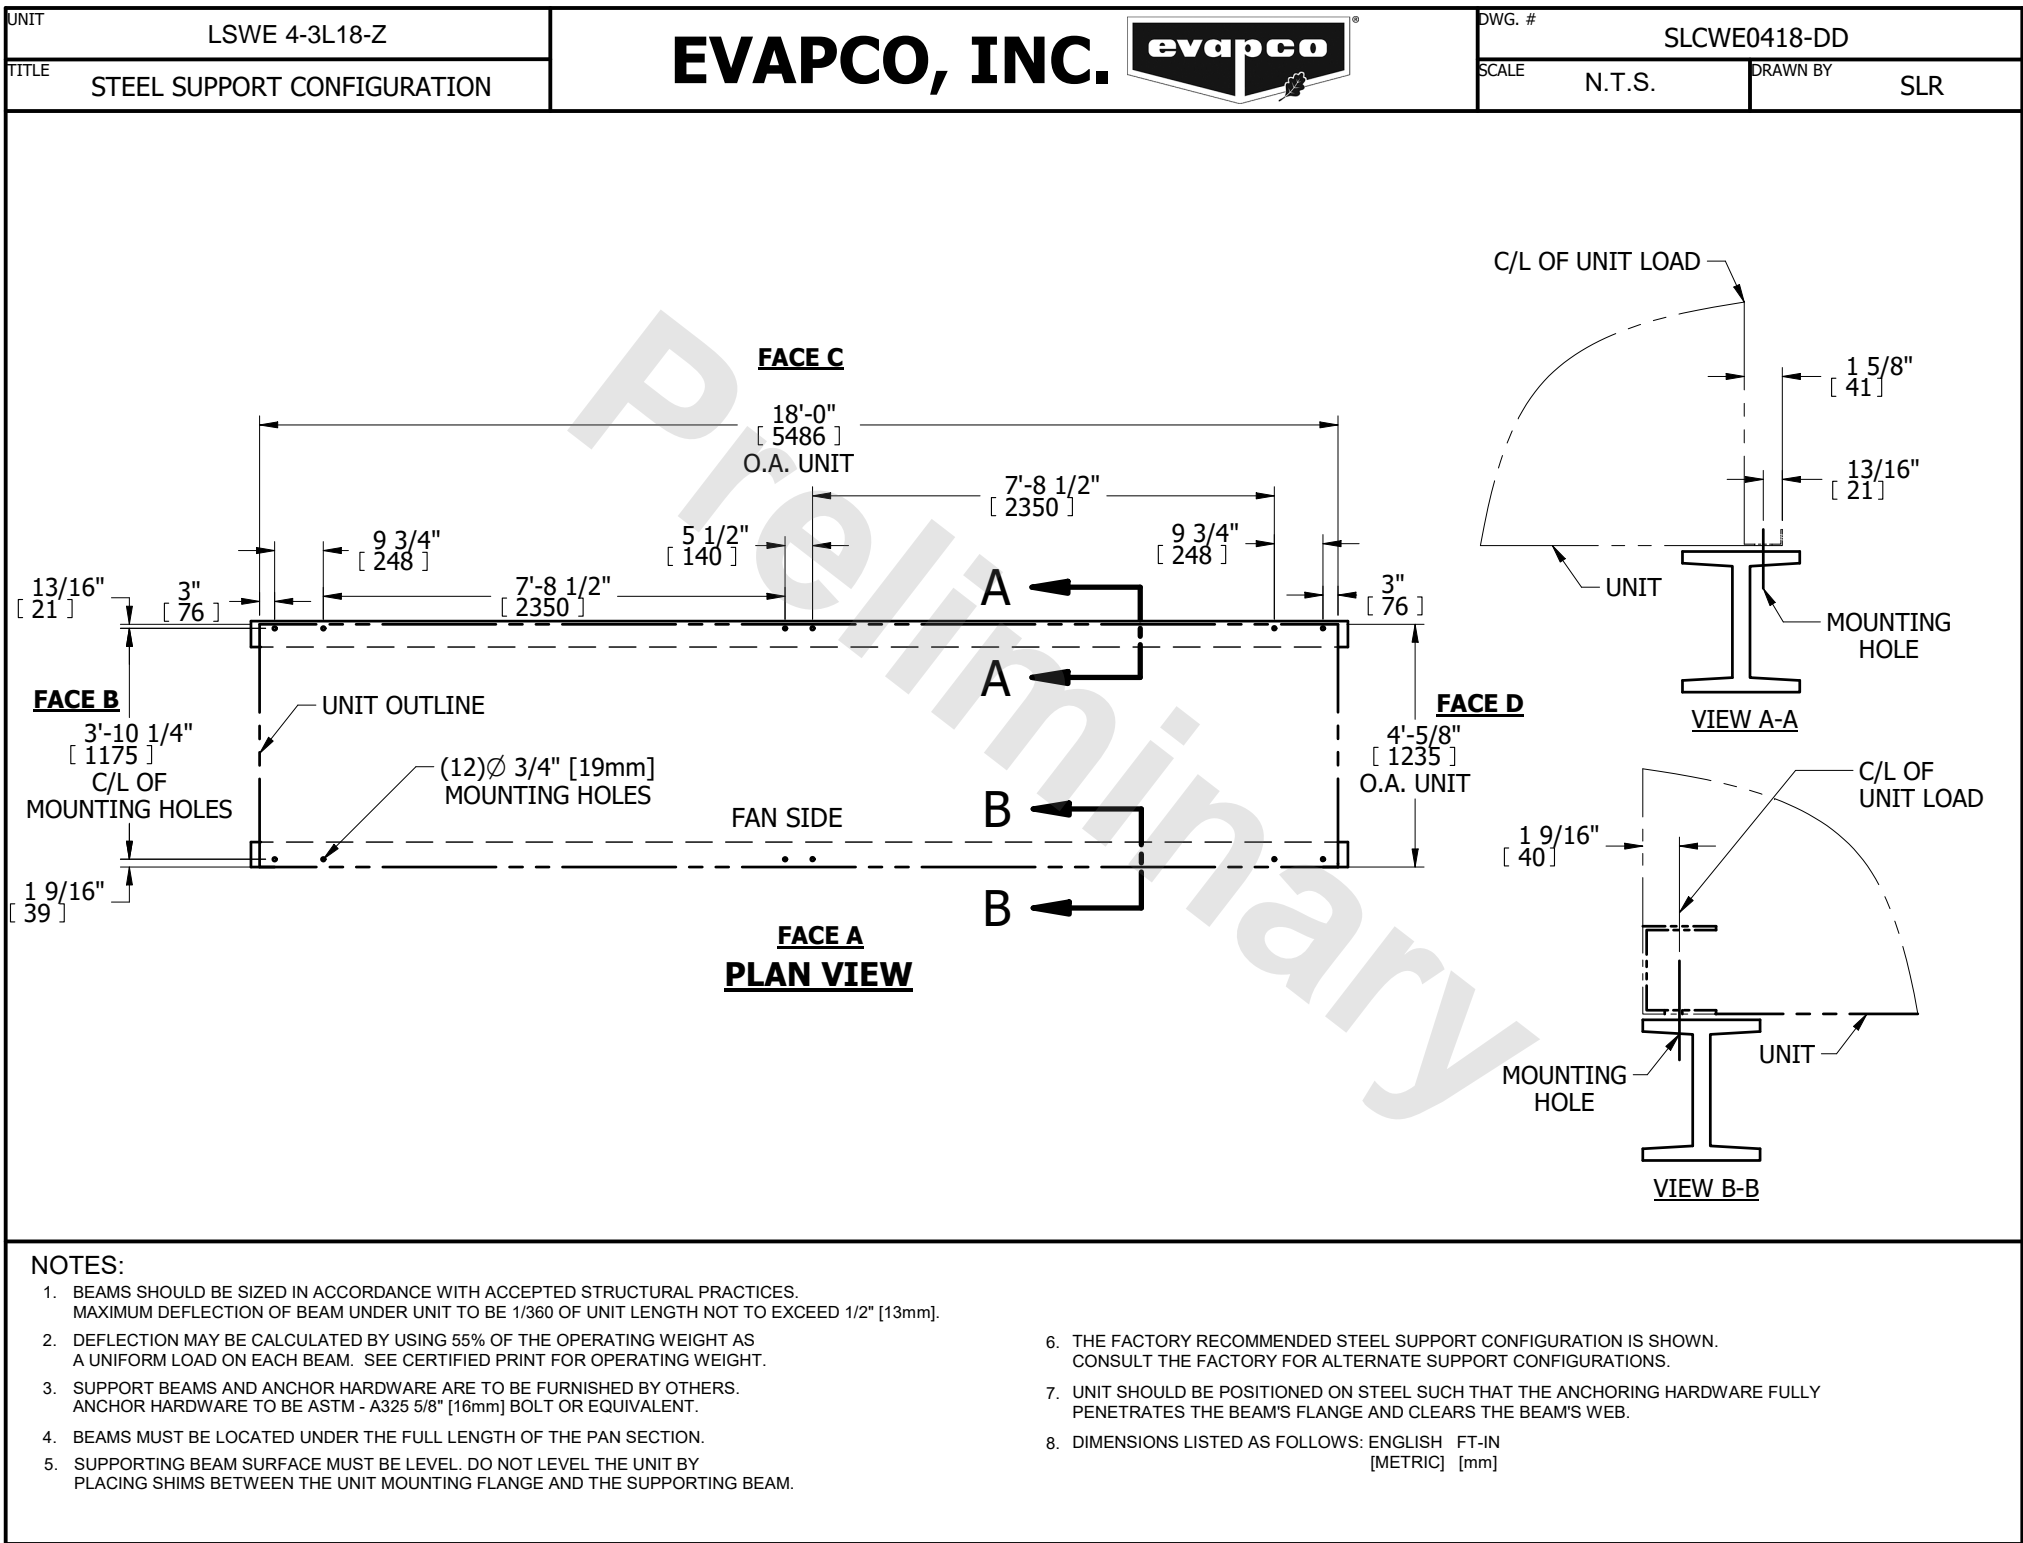 UNIT
LSWE 4-3L18-Z
TITLE
STEEL SUPPORT CONFIGURATION
EVAPCO, INC.
evapco
®
DWG. #
SLCWE0418-DD
SCALE
N.T.S.
DRAWN BY
SLR
Preliminary
FACE C
18'-0"
[ 5486 ]
O.A. UNIT
7'-8 1/2"
[ 2350 ]
9 3/4"
[ 248 ]
5 1/2"
[ 140 ]
9 3/4"
[ 248 ]
13/16"
[ 21 ]
3"
[ 76 ]
7'-8 1/2"
[ 2350 ]
3"
[ 76 ]
A
A
FACE B
3'-10 1/4"
[ 1175 ]
C/L OF
MOUNTING HOLES
UNIT OUTLINE
(12)Ø 3/4" [19mm]
MOUNTING HOLES
FAN SIDE
B
B
FACE D
4'-5/8"
[ 1235 ]
O.A. UNIT
1 9/16"
[ 39 ]
FACE A
PLAN VIEW
C/L OF UNIT LOAD
1 5/8"
[ 41 ]
13/16"
[ 21 ]
UNIT
MOUNTING
HOLE
VIEW A-A
C/L OF
UNIT LOAD
1 9/16"
[ 40 ]
UNIT
MOUNTING
HOLE
VIEW B-B
NOTES:
1. BEAMS SHOULD BE SIZED IN ACCORDANCE WITH ACCEPTED STRUCTURAL PRACTICES.
MAXIMUM DEFLECTION OF BEAM UNDER UNIT TO BE 1/360 OF UNIT LENGTH NOT TO EXCEED 1/2" [13mm].
2. DEFLECTION MAY BE CALCULATED BY USING 55% OF THE OPERATING WEIGHT AS
A UNIFORM LOAD ON EACH BEAM. SEE CERTIFIED PRINT FOR OPERATING WEIGHT.
3. SUPPORT BEAMS AND ANCHOR HARDWARE ARE TO BE FURNISHED BY OTHERS.
ANCHOR HARDWARE TO BE ASTM - A325 5/8" [16mm] BOLT OR EQUIVALENT.
4. BEAMS MUST BE LOCATED UNDER THE FULL LENGTH OF THE PAN SECTION.
5. SUPPORTING BEAM SURFACE MUST BE LEVEL. DO NOT LEVEL THE UNIT BY
PLACING SHIMS BETWEEN THE UNIT MOUNTING FLANGE AND THE SUPPORTING BEAM.
6. THE FACTORY RECOMMENDED STEEL SUPPORT CONFIGURATION IS SHOWN.
CONSULT THE FACTORY FOR ALTERNATE SUPPORT CONFIGURATIONS.
7. UNIT SHOULD BE POSITIONED ON STEEL SUCH THAT THE ANCHORING HARDWARE FULLY
PENETRATES THE BEAM'S FLANGE AND CLEARS THE BEAM'S WEB.
8. DIMENSIONS LISTED AS FOLLOWS: ENGLISH FT-IN
[METRIC] [mm]